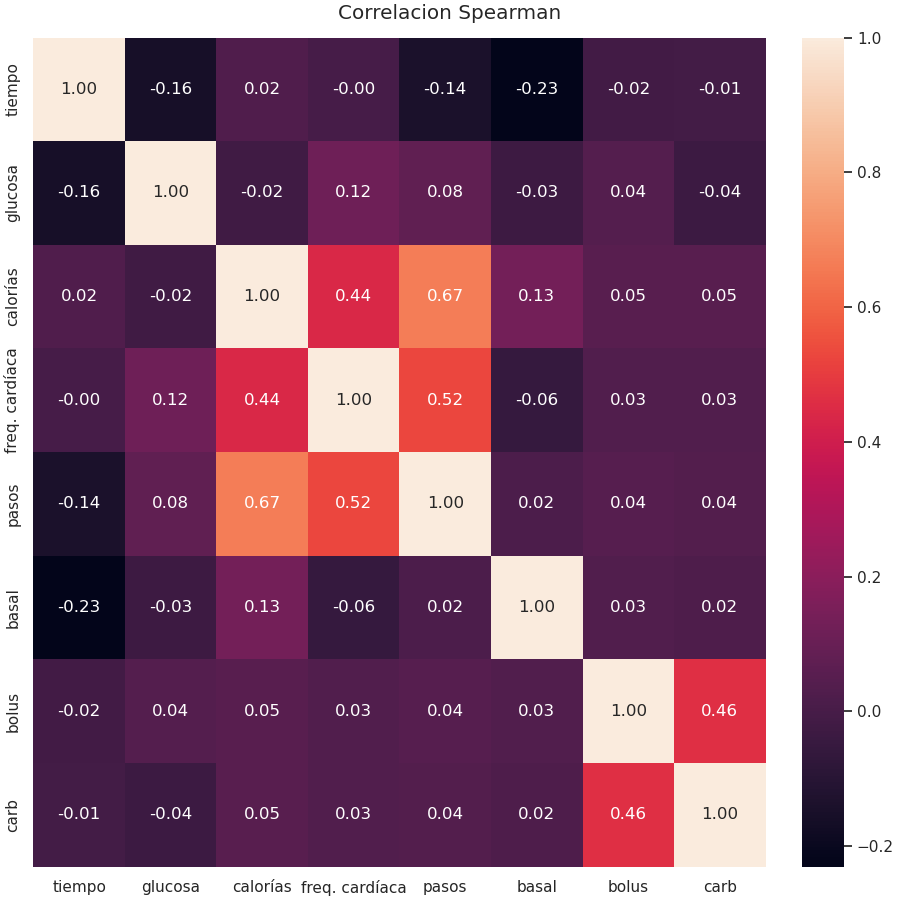 Correlacion Spearman
tiempo 1.00 -0.16 0.02 -0.00 -0.14 -0.23 -0.02 -0.01
glucosa -0.16 1.00 -0.02 0.12 0.08 -0.03 0.04 -0.04
calorías 0.02 -0.02 1.00 0.44 0.67 0.13 0.05 0.05
freq. cardíaca -0.00 0.12 0.44 1.00 0.52 -0.06 0.03 0.03
pasos -0.14 0.08 0.67 0.52 1.00 0.02 0.04 0.04
basal -0.23 -0.03 0.13 -0.06 0.02 1.00 0.03 0.02
bolus -0.02 0.04 0.05 0.03 0.04 0.03 1.00 0.46
carb -0.01 -0.04 0.05 0.03 0.04 0.02 0.46 1.00
tiempo glucosa calorías freq. cardíaca pasos basal bolus carb
1.0
0.8
0.6
0.4
0.2
0.0
−0.2